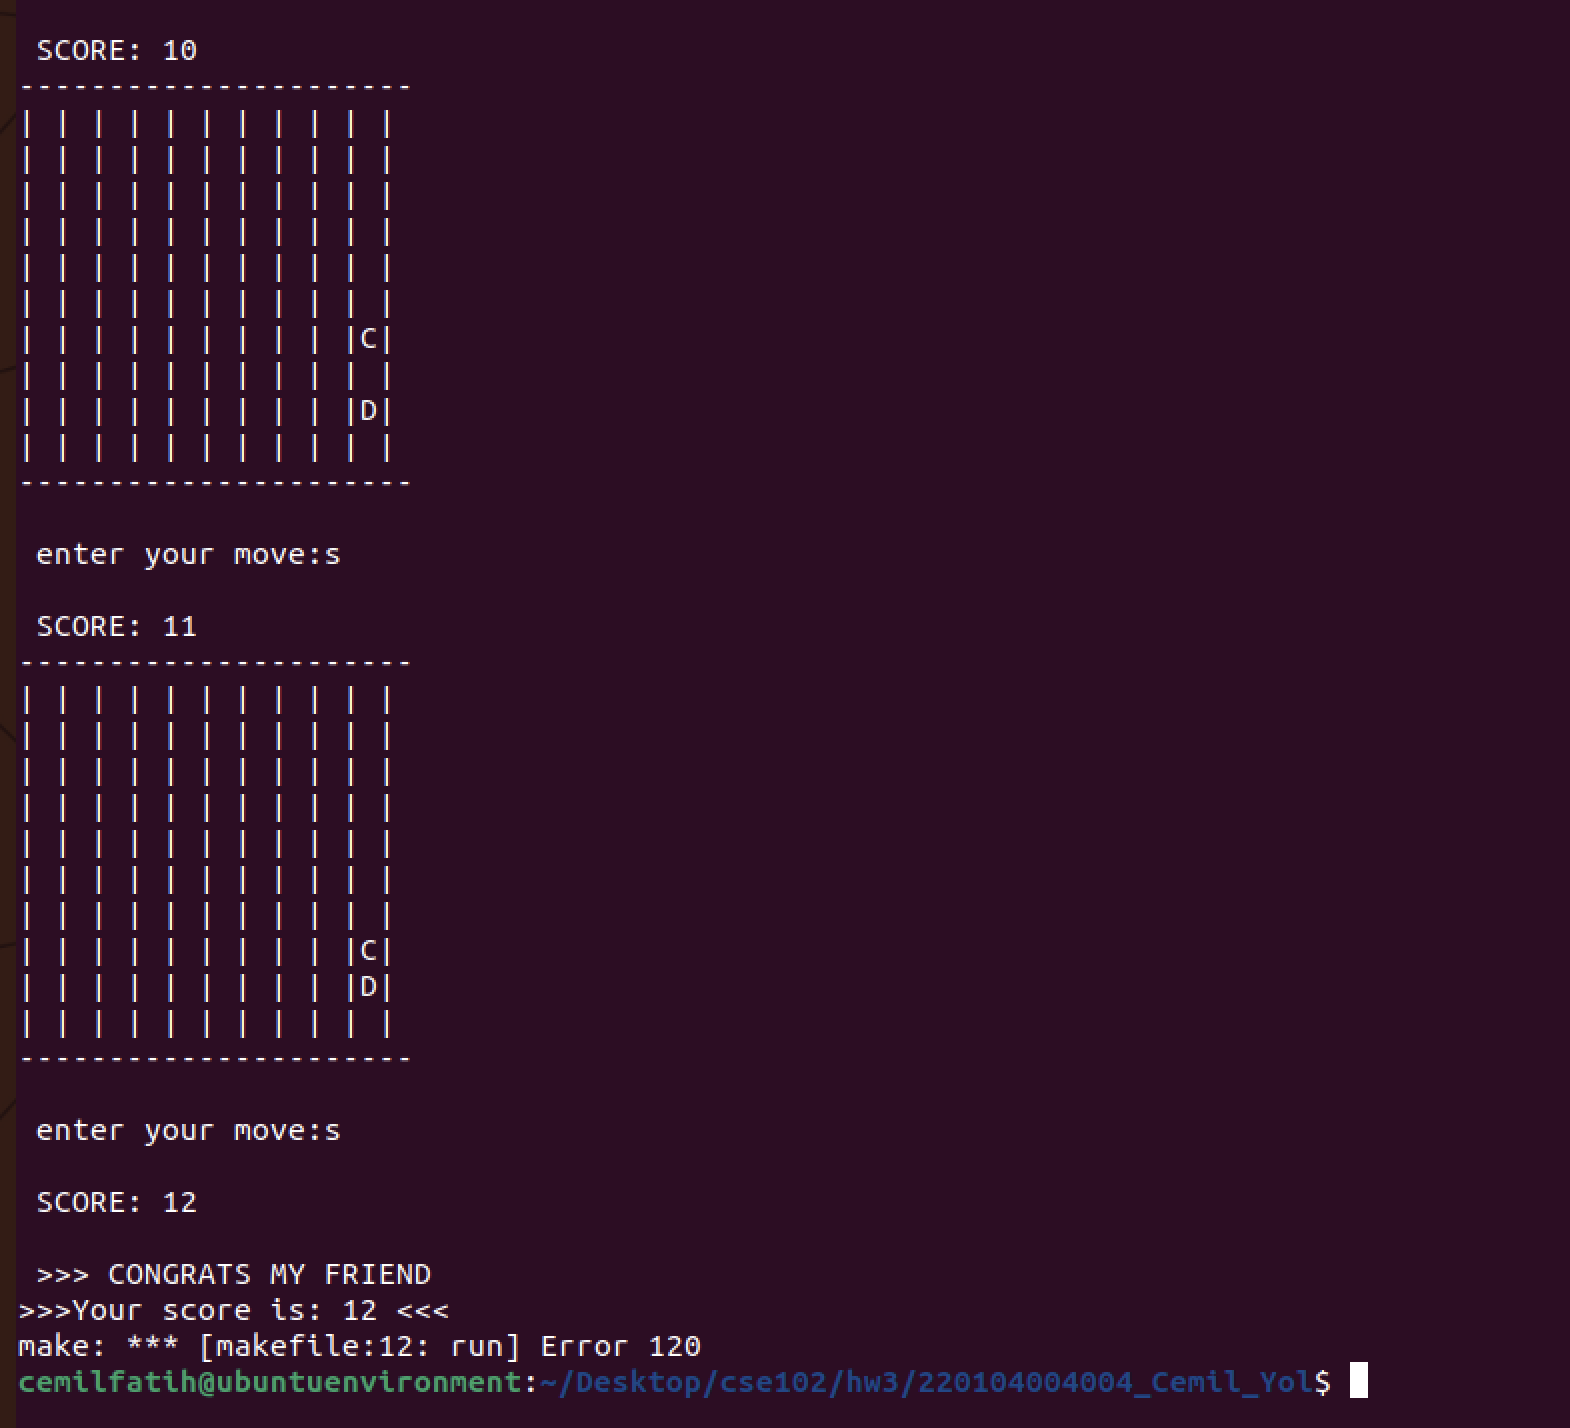 SCORE: 10
----------------------
| | | | | | | | | | |
| | | | | | | | | | |
| | | | | | | | | | |
| | | | | | | | | | |
| | | | | | | | | | |
| | | | | | | | | | |
| | | | | | | | | |C|
| | | | | | | | | | |
| | | | | | | | | |D|
| | | | | | | | | | |
----------------------
enter your move:s
SCORE: 11
----------------------
| | | | | | | | | | |
| | | | | | | | | | |
| | | | | | | | | | |
| | | | | | | | | | |
| | | | | | | | | | |
| | | | | | | | | | |
| | | | | | | | | | |
| | | | | | | | | |C|
| | | | | | | | | |D|
| | | | | | | | | | |
----------------------
enter your move:s
SCORE: 12
>>> CONGRATS MY FRIEND
>>>Your score is: 12 <<<
make: *** [makefile:12: run] Error 120
cemilfatih@ubuntuenvironment:~/Desktop/cse102/hw3/220104004004_Cemil_Yol$